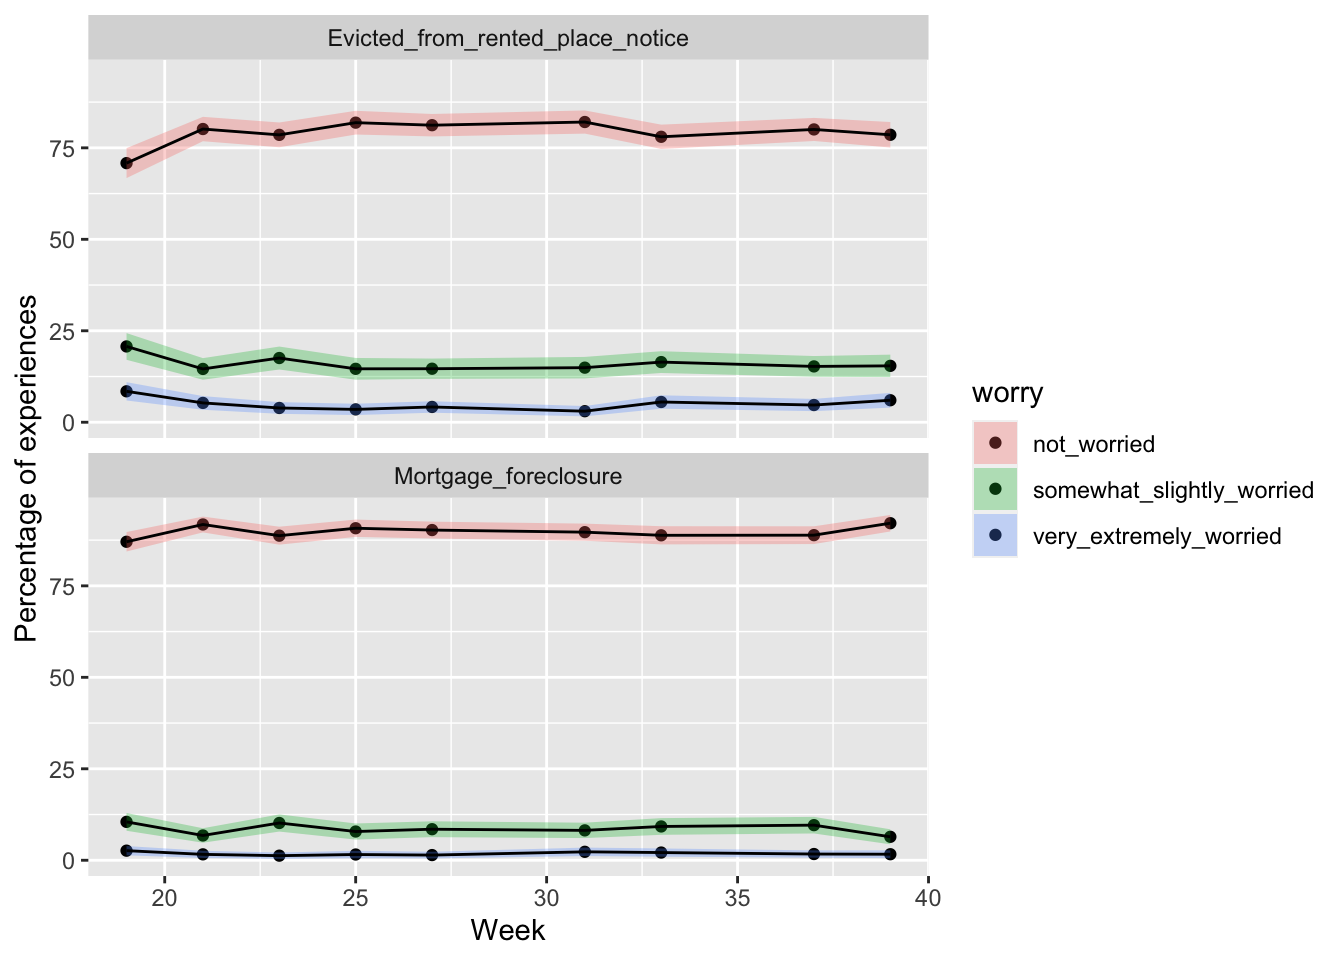 Evicted_from_rented_place_notice
75
50
25
0
Mortgage_foreclosure
75
50
25
0
20 25 30 35 40
Week
Percentage of experiences
worry
not_worried
somewhat_slightly_worried
very_extremely_worried